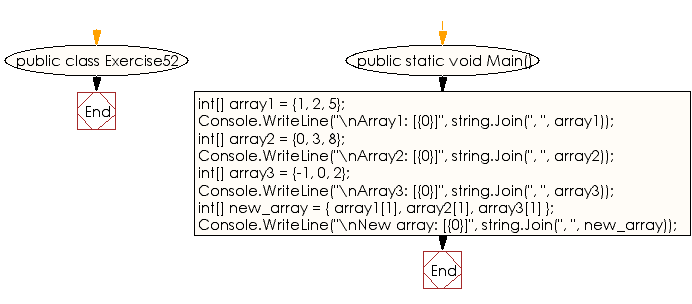 public class Exercise52
End
public static void Main()
int[] array1 = {1, 2, 5};
Console.WriteLine("\nArray1: [{0}]", string.Join(", ", array1));
int[] array2 = {0, 3, 8};
Console.WriteLine("\nArray2: [{0}]", string.Join(", ", array2));
int[] array3 = {-1, 0, 2};
Console.WriteLine("\nArray3: [{0}]", string.Join(", ", array3));
int[] new_array = { array1[1], array2[1], array3[1] };
Console.WriteLine("\nNew array: [{0}]", string.Join(", ", new_array));
End